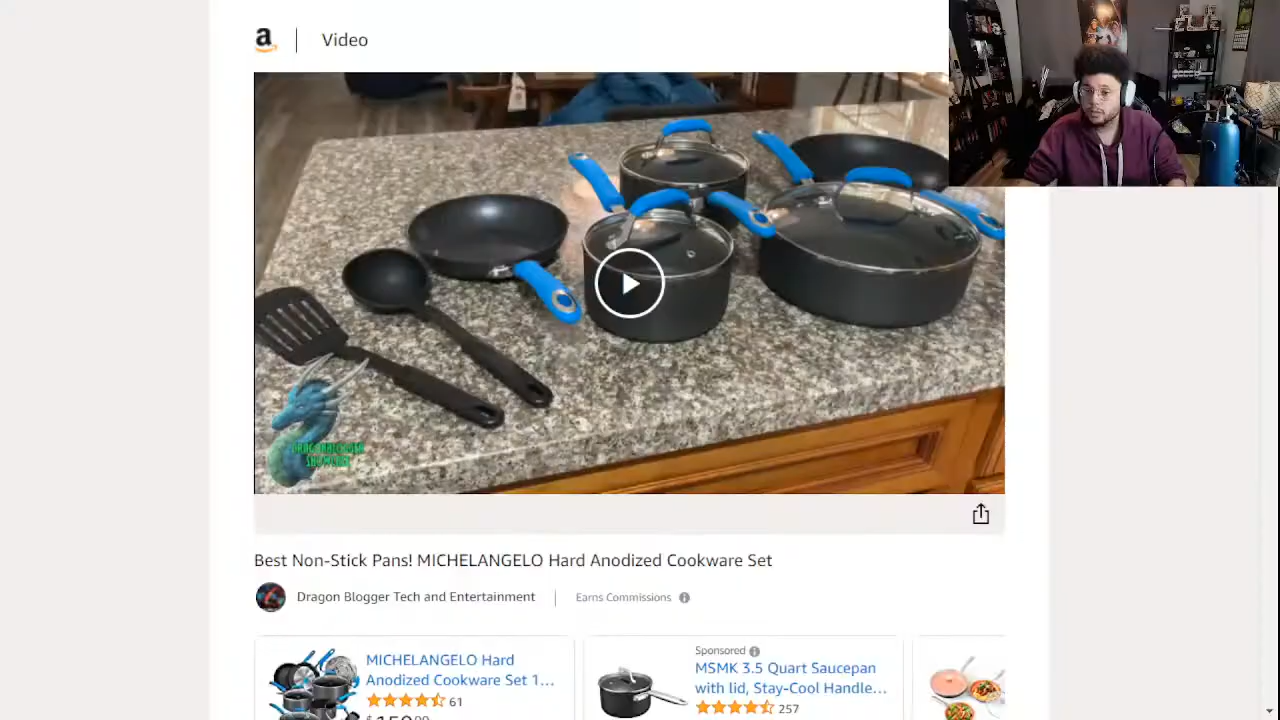 a
Video
Best Non-Stick Pans! MICHELANGELO Hard Anodized Cookware Set
Dragon Blogger Tech and Entertainment
Earns Commissions
MICHELANGELO Hard
Anodized Cookware Set 1...
61
Sponsored
MSMK 3.5 Quart Saucepan
with lid, Stay-Cool Handle...
257